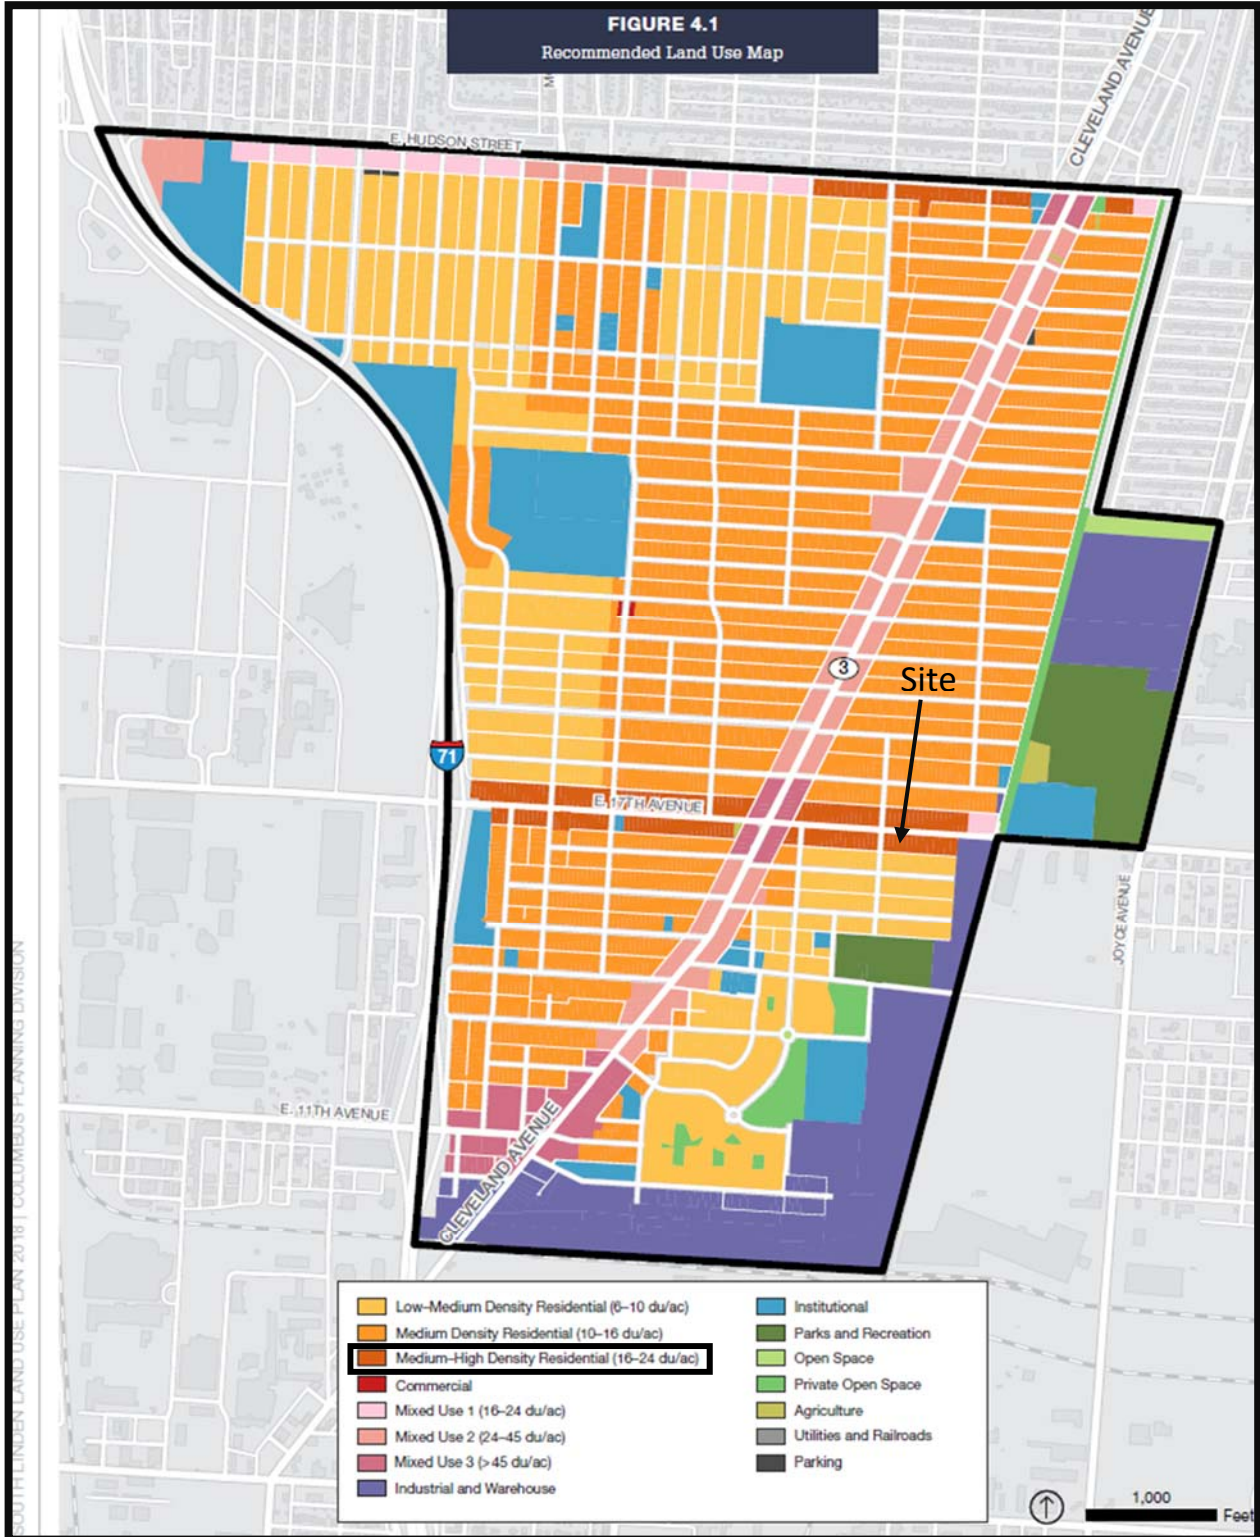 FIGURE 4.1
Recommended Land Use Map
CLEVELAND AVENUE
E. HUDSON STREET
3
Site
71
E. 17TH AVENUE
JOYCE AVENUE
E. 11TH AVENUE
CLEVELAND AVENUE
SOUTH LINDEN LAND USE PLAN 2018 | COLUMBUS PLANNING DIVISION
Low–Medium Density Residential (6–10 du/ac)
Medium Density Residential (10–16 du/ac)
Medium–High Density Residential (16–24 du/ac)
Commercial
Mixed Use 1 (16–24 du/ac)
Mixed Use 2 (24–45 du/ac)
Mixed Use 3 (>45 du/ac)
Industrial and Warehouse
Institutional
Parks and Recreation
Open Space
Private Open Space
Agriculture
Utilities and Railroads
Parking
1,000
Feet